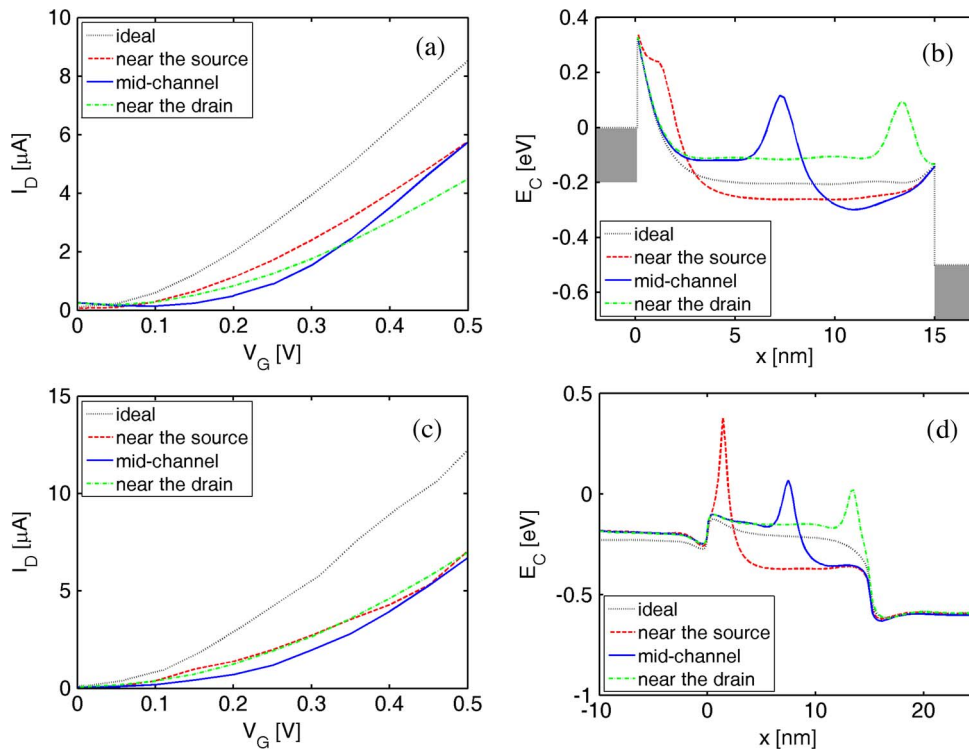 (a)
10
8
6
4
2
0
I_D [μA]
ideal
near the source
mid-channel
near the drain
0 0.1 0.2 0.3 0.4 0.5
V_G [V]
(b)
0.4
0.2
0
-0.2
-0.4
-0.6
E_C [eV]
ideal
near the source
mid-channel
near the drain
0 5 10 15
x [nm]
(c)
15
10
5
0
I_D [μA]
ideal
near the source
mid-channel
near the drain
0 0.1 0.2 0.3 0.4 0.5
V_G [V]
(d)
0.5
0
-0.5
-1
E_C [eV]
ideal
near the source
mid-channel
near the drain
-10 0 10 20
x [nm]